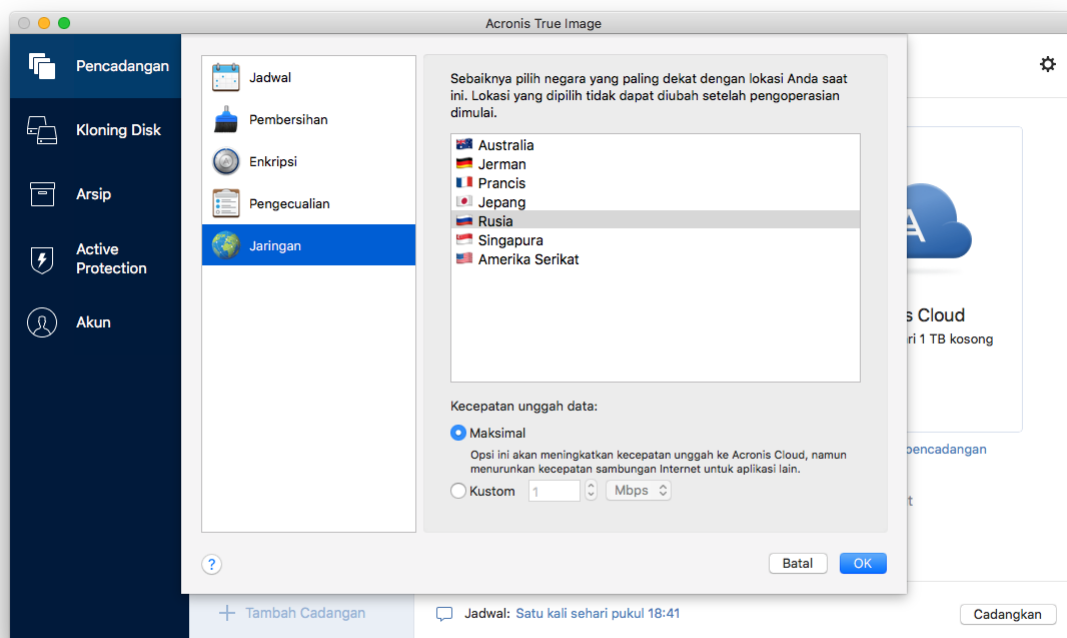 Acronis True Image
Pencadangan
Kloning Disk
Arsip
Active
Protection
Akun
Jadwal
Pembersihan
Enkripsi
Pengecualian
Jaringan
Sebaiknya pilih negara yang paling dekat dengan lokasi Anda saat
ini. Lokasi yang dipilih tidak dapat diubah setelah pengoperasian
dimulai.
Australia
Jerman
Prancis
Jepang
Rusia
Singapura
Amerika Serikat
Kecepatan unggah data:
Maksimal
Opsi ini akan meningkatkan kecepatan unggah ke Acronis Cloud, namun
menurunkan kecepatan sambungan Internet untuk aplikasi lain.
Kustom 1 Mbps
? Batal OK
A
s Cloud
ri 1 TB kosong
pencadangan
t
Tambah Cadangan
Jadwal: Satu kali sehari pukul 18:41
Cadangkan